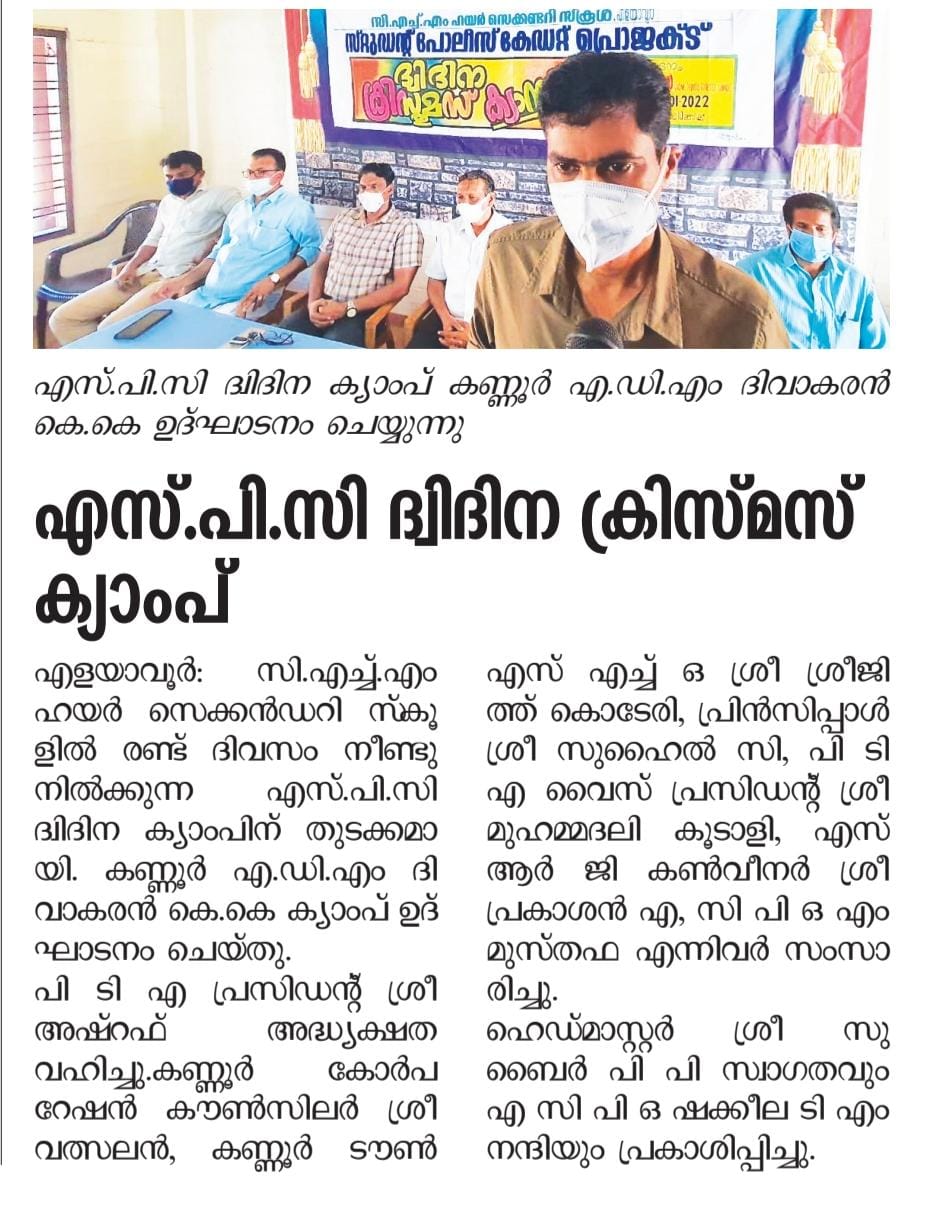 സി.എച്ച്.എം ഹയർ സെക്കണ്ടറി സ്കൂൾ, എളയാവൂർ
സ്റ്റുഡന്റ് പോലീസ് കേഡറ്റ് പ്രൊജക്ട്
ദ്വിദിന
ക്രിസ്മസ്
2022
എസ്.പി.സി ദ്വിദിന ക്യാംപ് കണ്ണൂർ എ.ഡി.എം ദിവാകരൻ
കെ.കെ ഉദ്ഘാടനം ചെയ്യുന്നു
എസ്.പി.സി ദ്വിദിന ക്രിസ്മസ്
ക്യാംപ്
എളയാവൂർ: സി.എച്ച്.എം
ഹയർ സെക്കൻഡറി സ്കൂ
ളിൽ രണ്ട് ദിവസം നീണ്ടു
നിൽക്കുന്ന എസ്.പി.സി
ദ്വിദിന ക്യാംപിന് തുടക്കമാ
യി. കണ്ണൂർ എ.ഡി.എം ദി
വാകരൻ കെ.കെ ക്യാംപ് ഉദ്
ഘാടനം ചെയ്തു.
പി ടി എ പ്രസിഡന്റ് ശ്രീ
അഷ്റഫ് അദ്ധ്യക്ഷത
വഹിച്ചു.കണ്ണൂർ കോർപ
റേഷൻ കൗൺസിലർ ശ്രീ
വത്സലൻ, കണ്ണൂർ ടൗൺ
എസ് എച്ച് ഒ ശ്രീ ശ്രീജി
ത്ത് കൊടേരി, പ്രിൻസിപ്പാൾ
ശ്രീ സുഹൈൽ സി, പി ടി
എ വൈസ് പ്രസിഡന്റ് ശ്രീ
മുഹമ്മദലി കൂടാളി, എസ്
ആർ ജി കൺവീനർ ശ്രീ
പ്രകാശൻ എ, സി പി ഒ എം
മുസ്തഫ എന്നിവർ സംസാ
രിച്ചു.
ഹെഡ്മാസ്റ്റർ ശ്രീ സു
ബൈർ പി പി സ്വാഗതവും
എ സി പി ഒ ഷക്കീല ടി എം
നന്ദിയും പ്രകാശിപ്പിച്ചു.